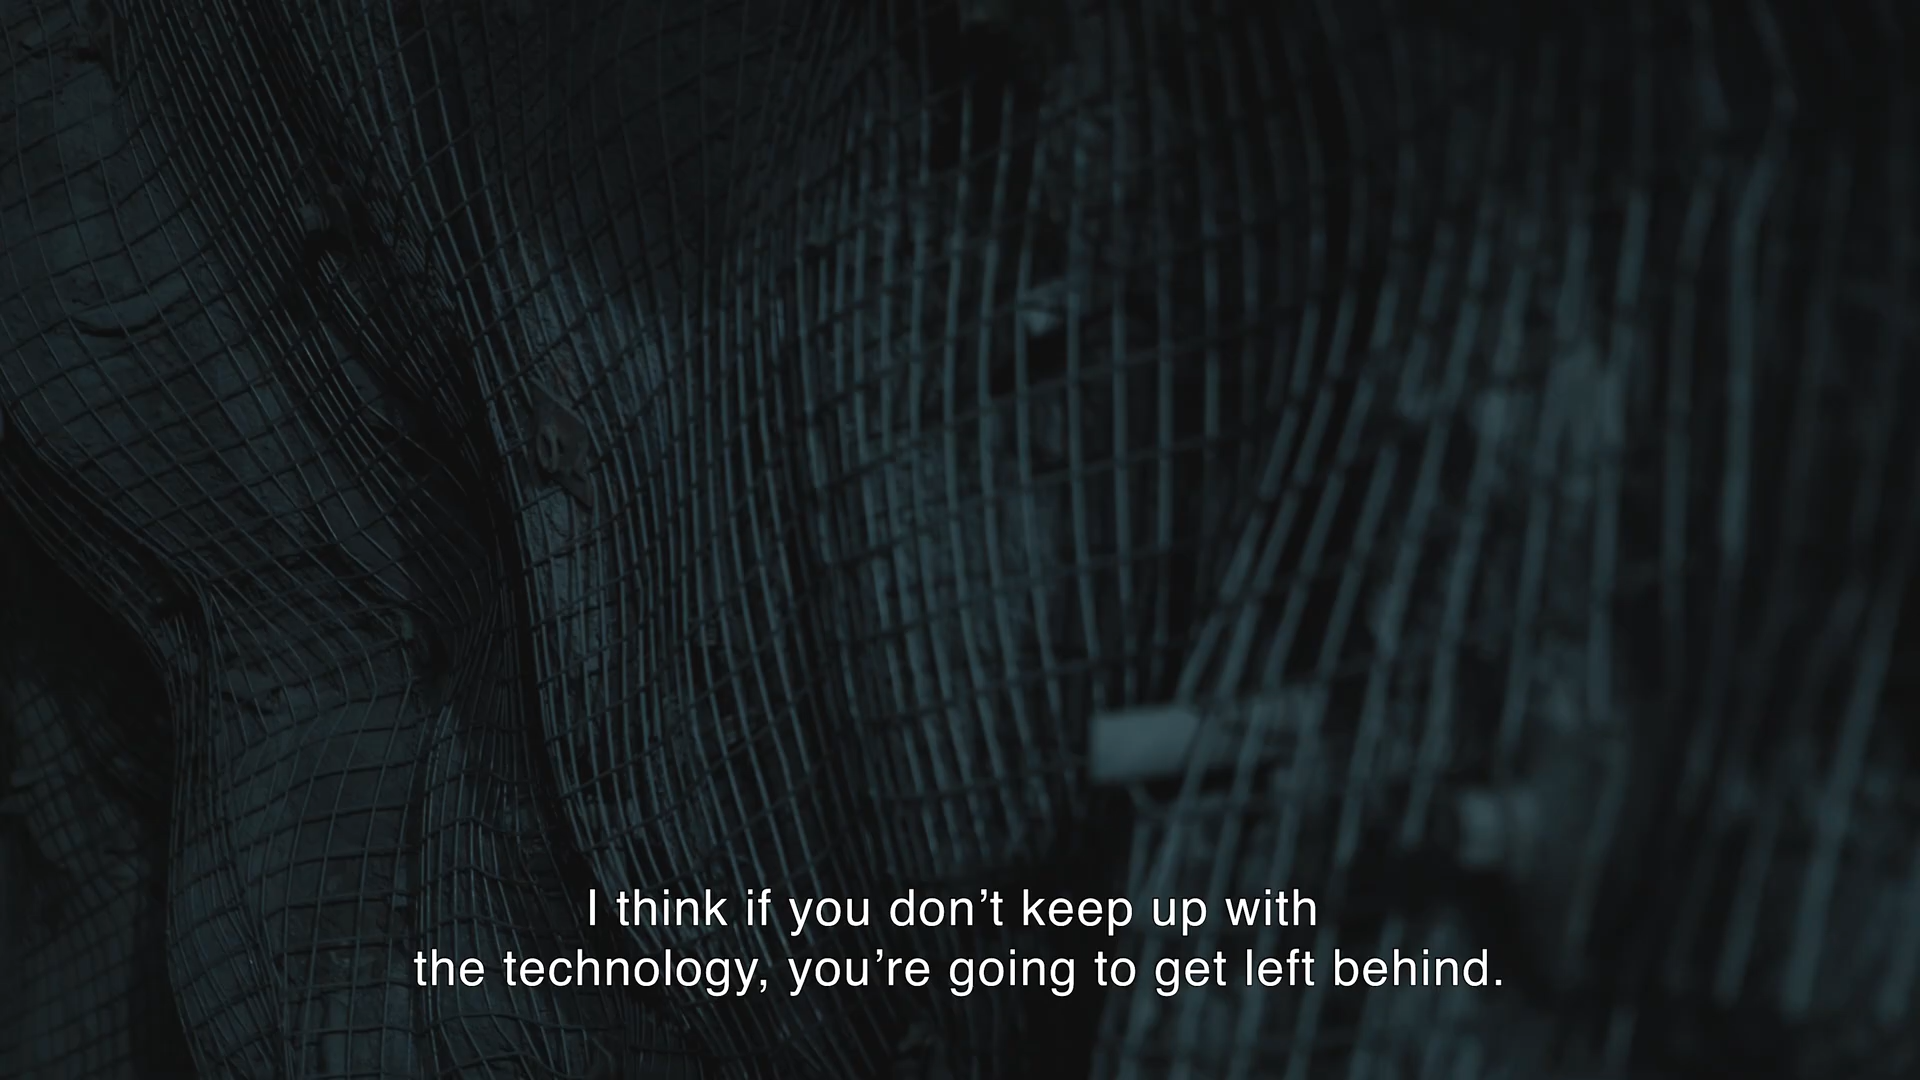 I think if you don’t keep up with
the technology, you’re going to get left behind.